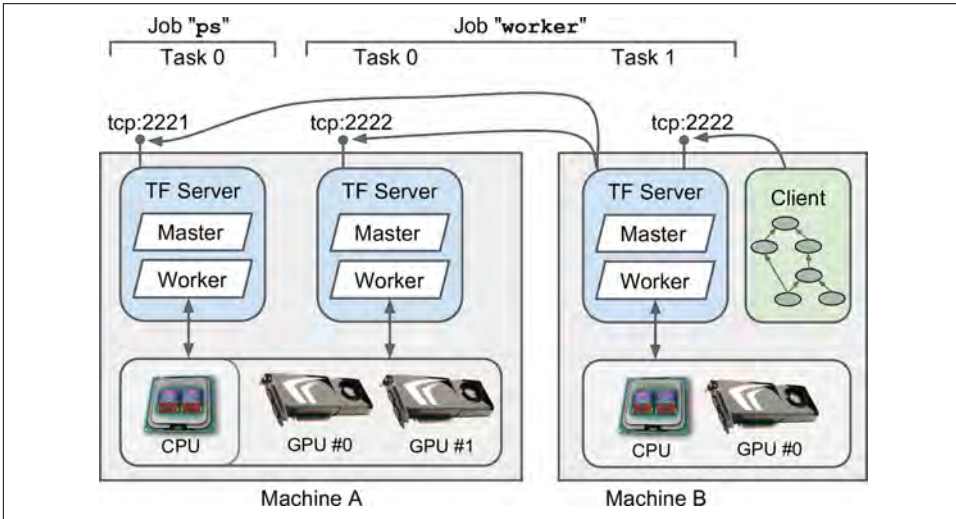 Job "ps"
Job "worker"
Task 0
Task 0
Task 1
tcp:2221
tcp:2222
tcp:2222
TF Server
TF Server
TF Server
Client
Master
Master
Master
Worker
Worker
Worker
CPU
GPU #0
GPU #1
CPU
GPU #0
Machine A
Machine B